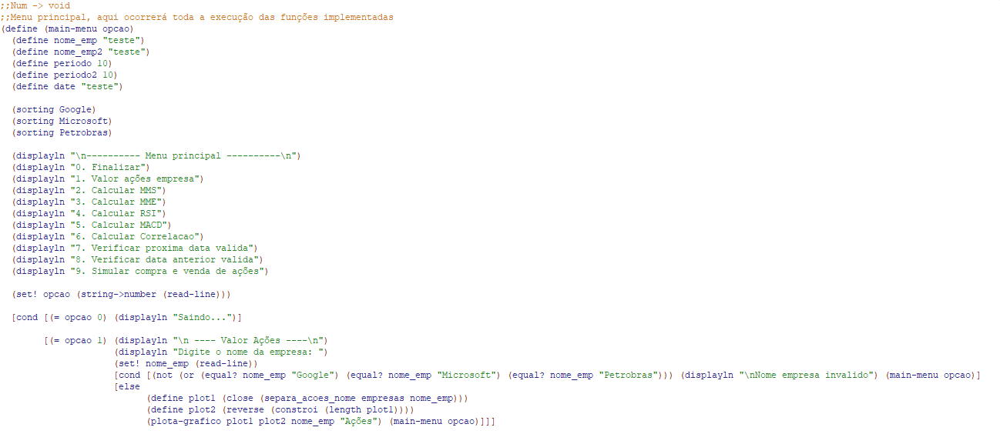 ;;Num -> void
;;Menu principal, aqui ocorrerá toda a execução das funções implementadas
(define (main-menu opcao)
  (define nome_emp "teste")
  (define nome_emp2 "teste")
  (define periodo 10)
  (define periodo2 10)
  (define date "teste")

  (sorting Google)
  (sorting Microsoft)
  (sorting Petrobras)

  (displayln "\n---------- Menu principal ----------\n")
  (displayln "0. Finalizar")
  (displayln "1. Valor ações empresa")
  (displayln "2. Calcular MMS")
  (displayln "3. Calcular MME")
  (displayln "4. Calcular RSI")
  (displayln "5. Calcular MACD")
  (displayln "6. Calcular Correlacao")
  (displayln "7. Verificar proxima data valida")
  (displayln "8. Verificar data anterior valida")
  (displayln "9. Simular compra e venda de ações")

  (set! opcao (string->number (read-line)))

  [cond [(= opcao 0) (displayln "Saindo...")]

        [(= opcao 1) (displayln "\n ---- Valor Ações ----\n")
                     (displayln "Digite o nome da empresa: ")
                     (set! nome_emp (read-line))
                     [cond [(not (or (equal? nome_emp "Google") (equal? nome_emp "Microsoft") (equal? nome_emp "Petrobras"))) (displayln "\nNome empresa invalido") (main-menu opcao)]
                     [else
                           (define plot1 (close (separa_acoes_nome empresas nome_emp)))
                           (define plot2 (reverse (constroi (length plot1))))
                           (plota-grafico plot1 plot2 nome_emp "Ações") (main-menu opcao)]]]